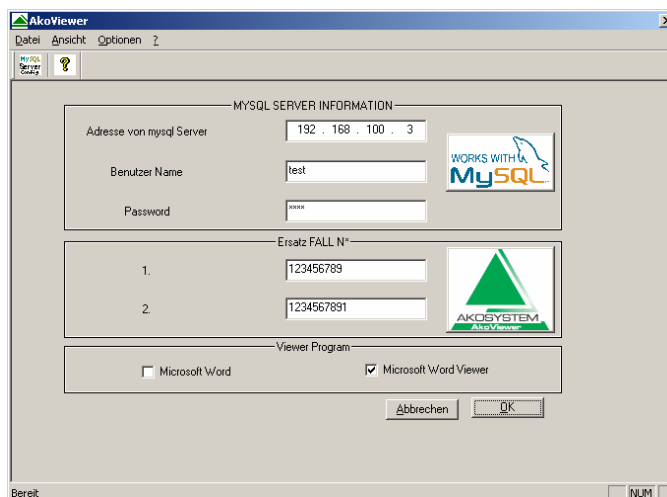 AkoViewer
Datei Ansicht Optionen ?
MySQL
Server
Config
?
MYSQL SERVER INFORMATION
Adresse von mysql Server
192 . 168 . 100 . 3
WORKS WITH
MySQL
Benutzer Name
test
Password
****
Ersatz FALL N°
1.
123456789
2.
1234567891
AKOSYSTEM
AkoViewer
Viewer Program
Microsoft Word
Microsoft Word Viewer
Abbrechen
OK
Bereit
NUM